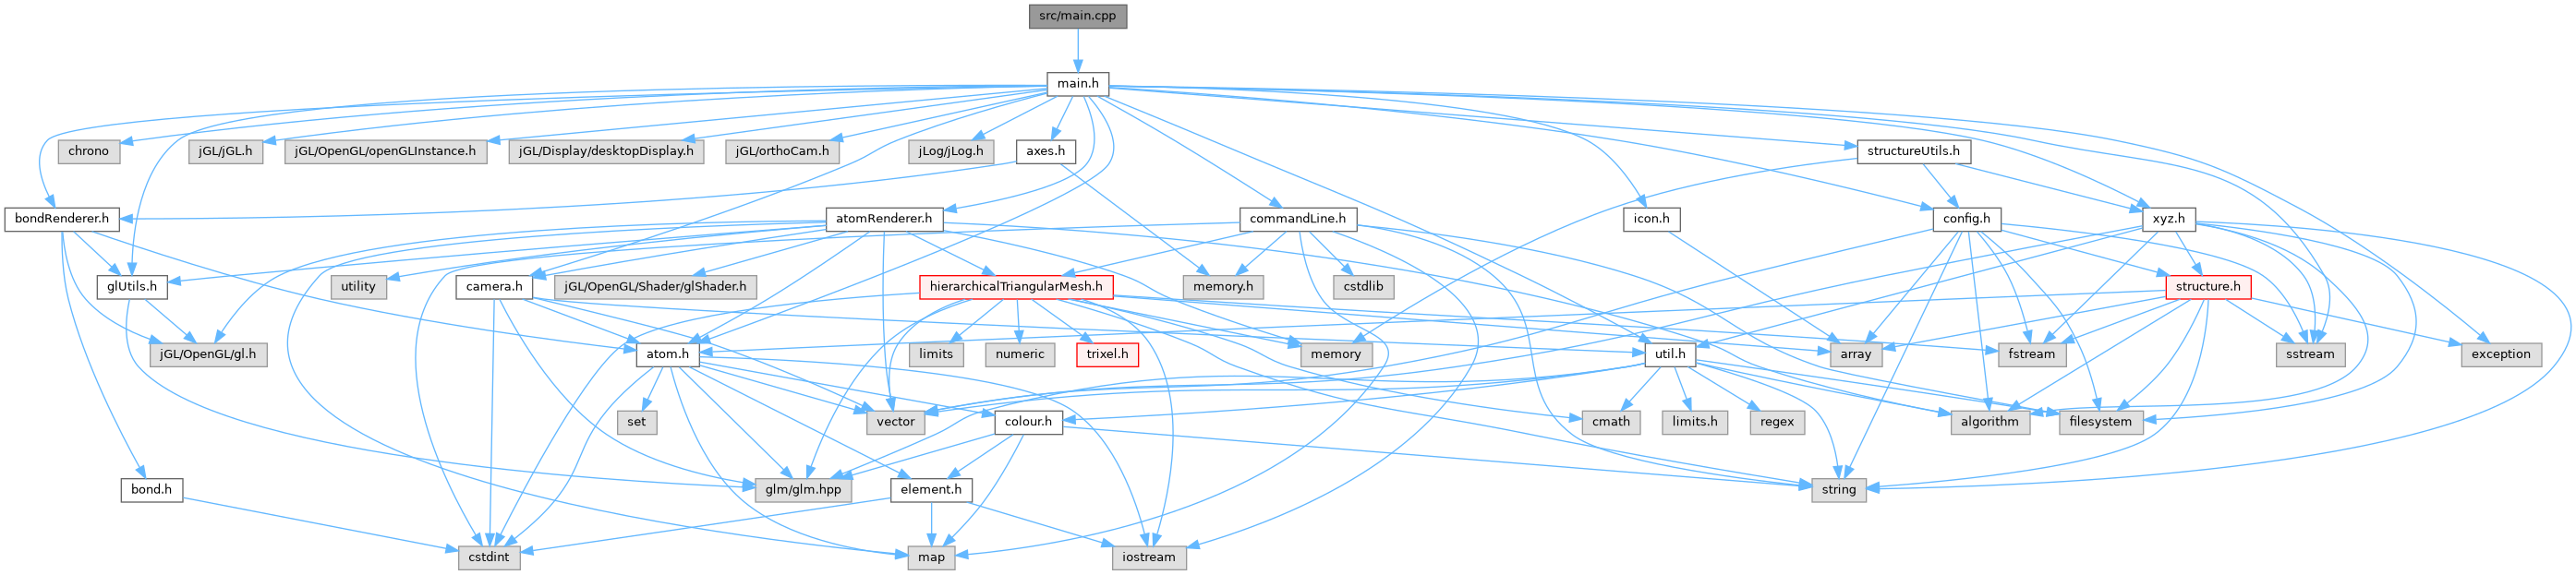 src/main.cpp
main.h
chrono
jGL/jGL.h
jGL/OpenGL/openGLInstance.h
jGL/Display/desktopDisplay.h
jGL/orthoCam.h
jLog/jLog.h
axes.h
structureUtils.h
bondRenderer.h
atomRenderer.h
commandLine.h
icon.h
config.h
xyz.h
glUtils.h
utility
camera.h
jGL/OpenGL/Shader/glShader.h
hierarchicalTriangularMesh.h
memory.h
cstdlib
structure.h
jGL/OpenGL/gl.h
atom.h
limits
numeric
trixel.h
memory
util.h
array
fstream
sstream
exception
set
vector
colour.h
cmath
limits.h
regex
algorithm
filesystem
bond.h
glm/glm.hpp
element.h
string
cstdint
map
iostream